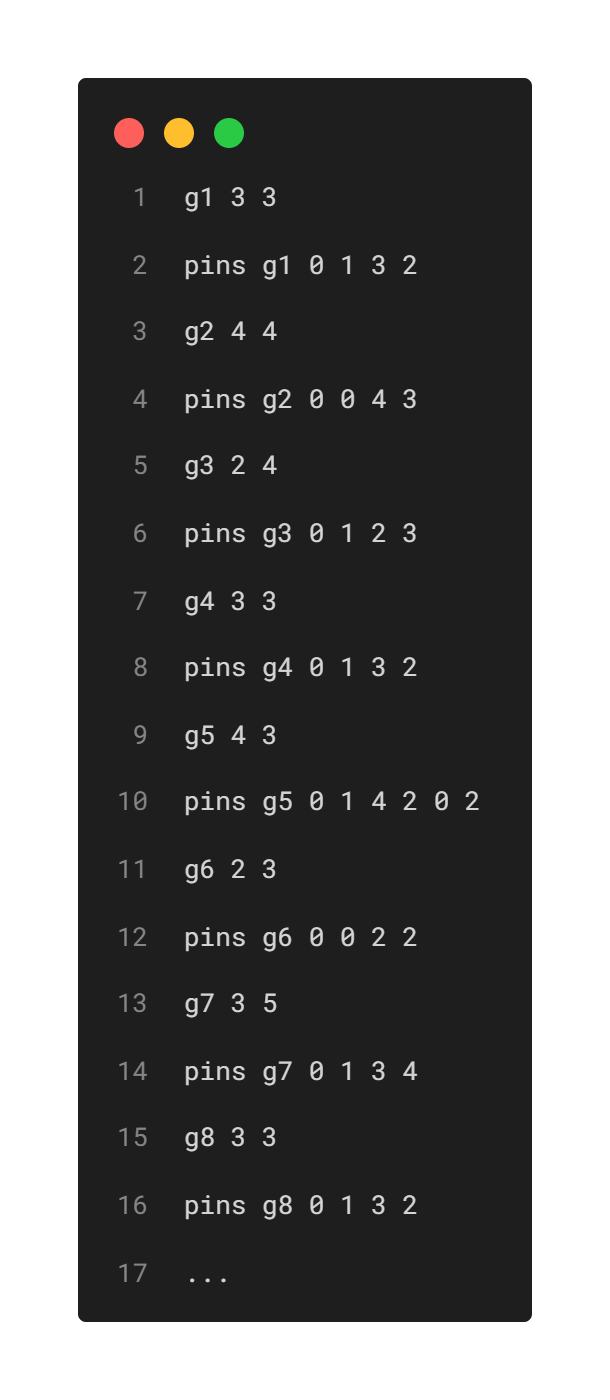 1 g1 3 3
2 pins g1 0 1 3 2
3 g2 4 4
4 pins g2 0 0 4 3
5 g3 2 4
6 pins g3 0 1 2 3
7 g4 3 3
8 pins g4 0 1 3 2
9 g5 4 3
10 pins g5 0 1 4 2 0 2
11 g6 2 3
12 pins g6 0 0 2 2
13 g7 3 5
14 pins g7 0 1 3 4
15 g8 3 3
16 pins g8 0 1 3 2
17 ...